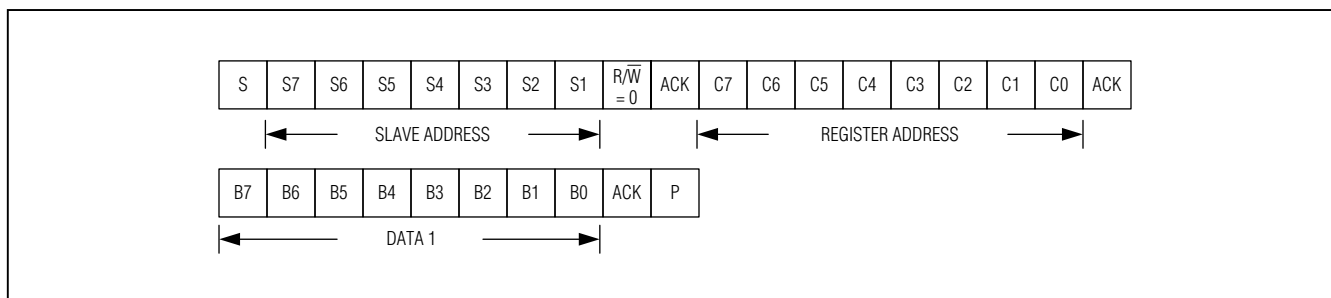 S S7 S6 S5 S4 S3 S2 S1 R/W̅ = 0 ACK C7 C6 C5 C4 C3 C2 C1 C0 ACK
SLAVE ADDRESS REGISTER ADDRESS
B7 B6 B5 B4 B3 B2 B1 B0 ACK P
DATA 1